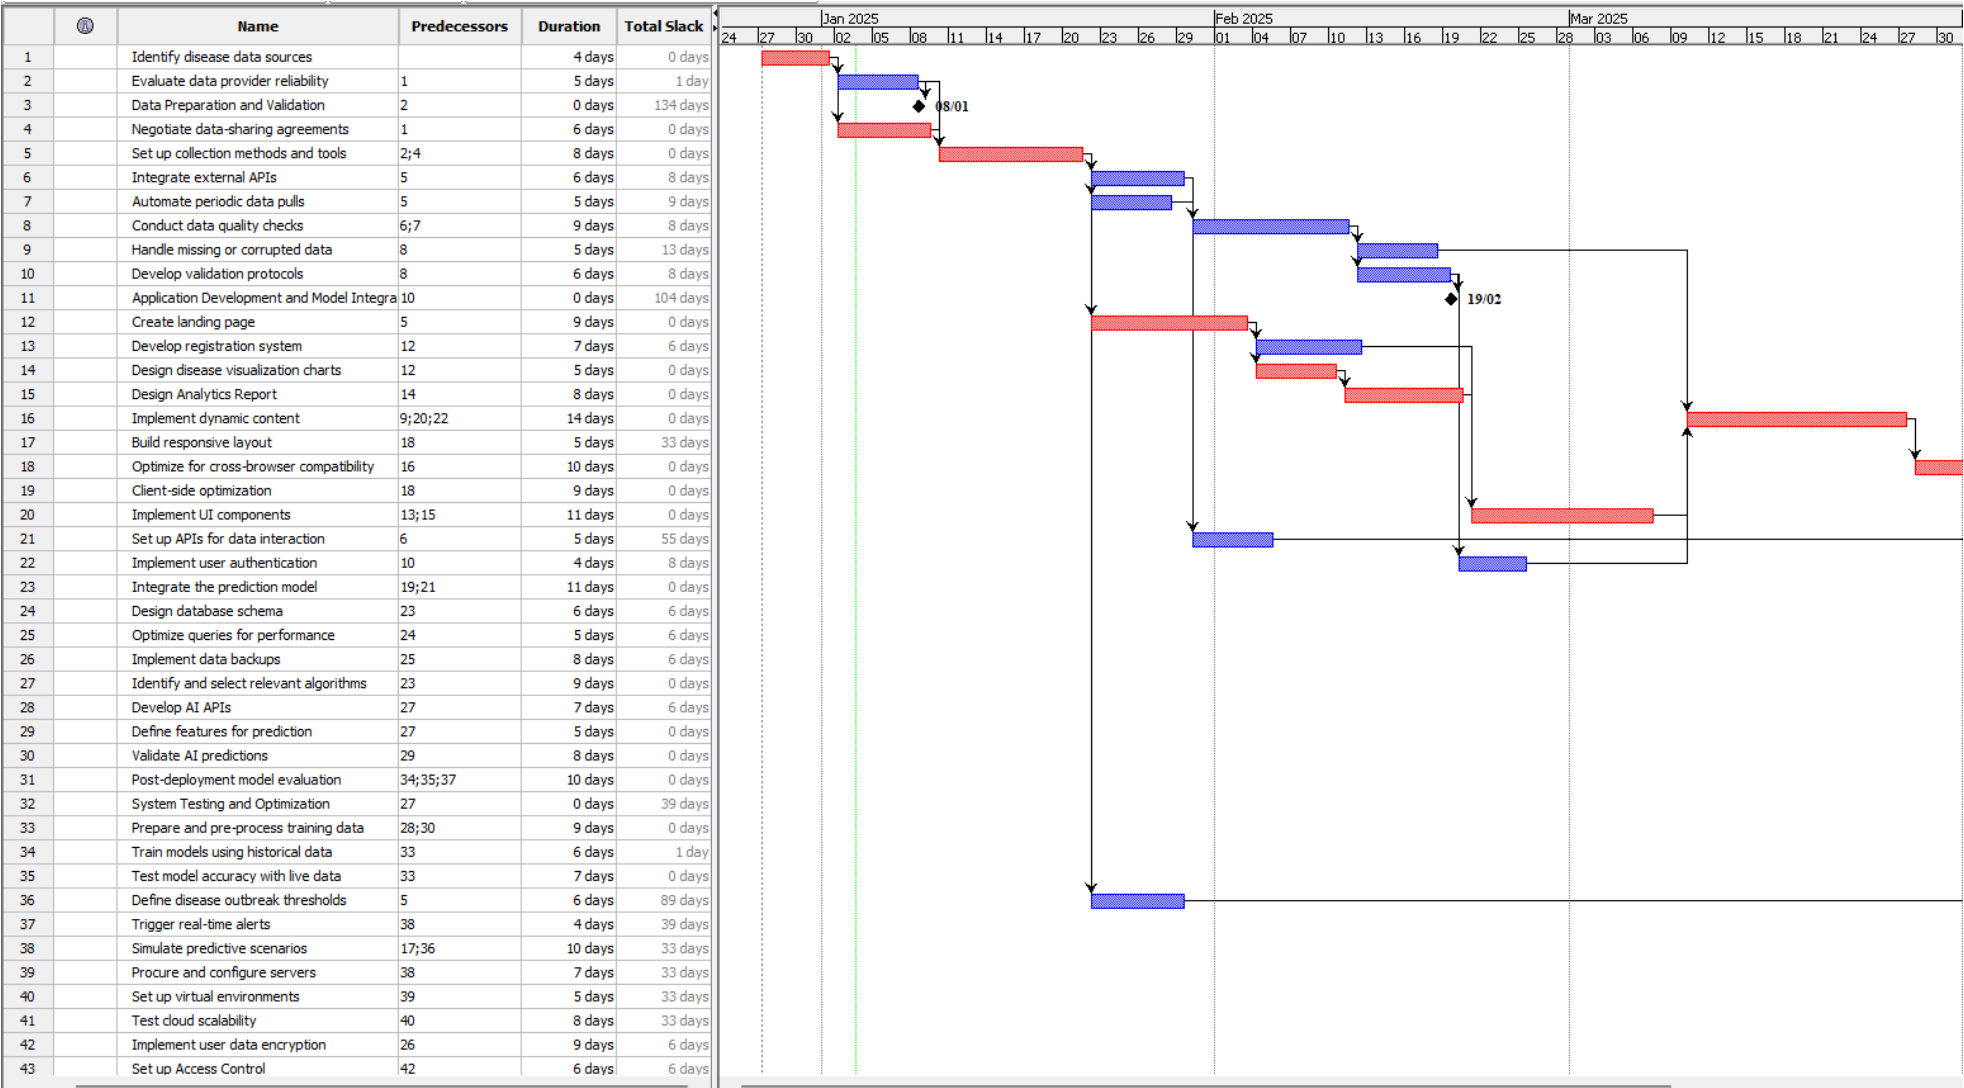 Name Predecessors Duration Total Slack
Jan 2025 Feb 2025 Mar 2025
24 27 30 02 05 08 11 14 17 20 23 26 29 01 04 07 10 13 16 19 22 25 28 03 06 09 12 15 18 21 24 27 30
1 Identify disease data sources 4 days 0 days
2 Evaluate data provider reliability 1 5 days 1 day
3 Data Preparation and Validation 2 0 days 134 days 08/01
4 Negotiate data-sharing agreements 1 6 days 0 days
5 Set up collection methods and tools 2;4 8 days 0 days
6 Integrate external APIs 5 6 days 8 days
7 Automate periodic data pulls 5 5 days 9 days
8 Conduct data quality checks 6;7 9 days 8 days
9 Handle missing or corrupted data 8 5 days 13 days
10 Develop validation protocols 8 6 days 8 days
11 Application Development and Model Integra 10 0 days 104 days 19/02
12 Create landing page 5 9 days 0 days
13 Develop registration system 12 7 days 6 days
14 Design disease visualization charts 12 5 days 0 days
15 Design Analytics Report 14 8 days 0 days
16 Implement dynamic content 9;20;22 14 days 0 days
17 Build responsive layout 18 5 days 33 days
18 Optimize for cross-browser compatibility 16 10 days 0 days
19 Client-side optimization 18 9 days 0 days
20 Implement UI components 13;15 11 days 0 days
21 Set up APIs for data interaction 6 5 days 55 days
22 Implement user authentication 10 4 days 8 days
23 Integrate the prediction model 19;21 11 days 0 days
24 Design database schema 23 6 days 6 days
25 Optimize queries for performance 24 5 days 6 days
26 Implement data backups 25 8 days 6 days
27 Identify and select relevant algorithms 23 9 days 0 days
28 Develop AI APIs 27 7 days 6 days
29 Define features for prediction 27 5 days 0 days
30 Validate AI predictions 29 8 days 0 days
31 Post-deployment model evaluation 34;35;37 10 days 0 days
32 System Testing and Optimization 27 0 days 39 days
33 Prepare and pre-process training data 28;30 9 days 0 days
34 Train models using historical data 33 6 days 1 day
35 Test model accuracy with live data 33 7 days 0 days
36 Define disease outbreak thresholds 5 6 days 89 days
37 Trigger real-time alerts 38 4 days 39 days
38 Simulate predictive scenarios 17;36 10 days 33 days
39 Procure and configure servers 38 7 days 33 days
40 Set up virtual environments 39 5 days 33 days
41 Test cloud scalability 40 8 days 33 days
42 Implement user data encryption 26 9 days 6 days
43 Set up Access Control 42 6 days 6 days